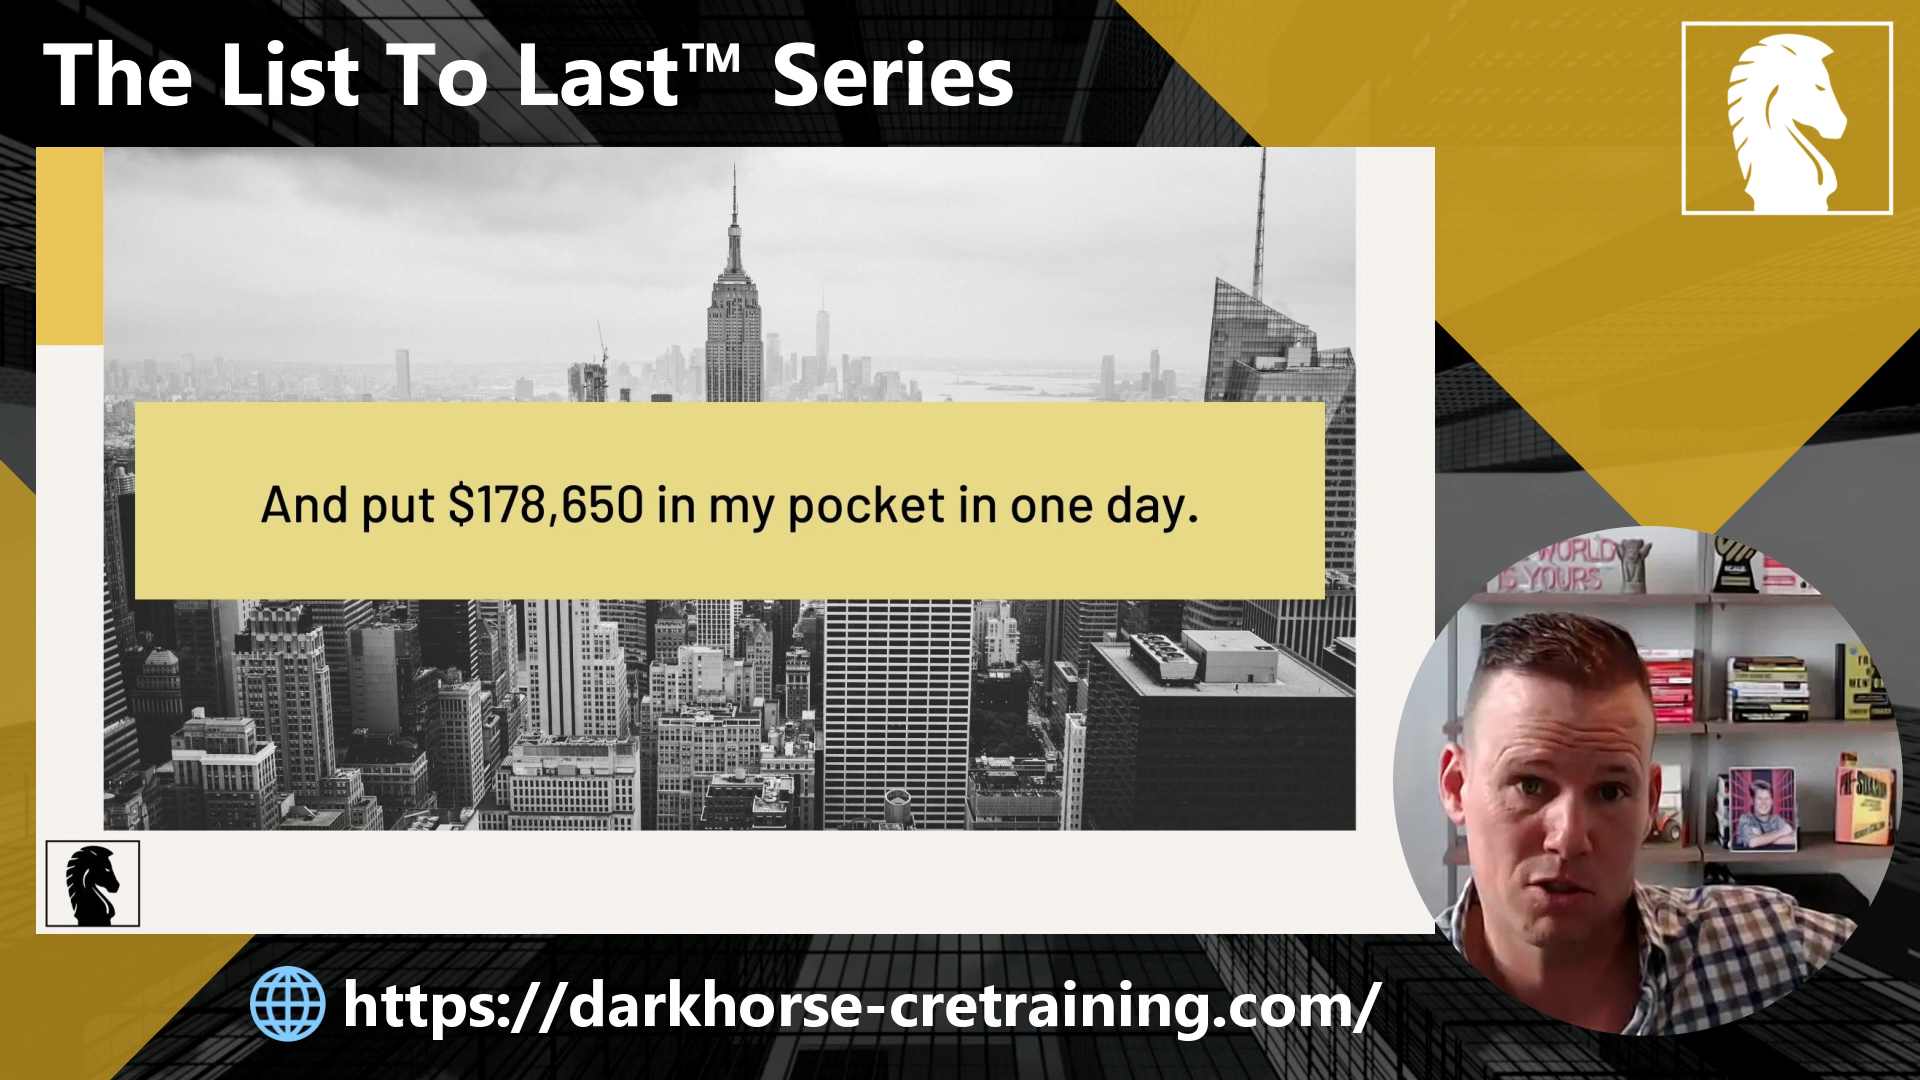 The List To Last™ Series
And put $178,650 in my pocket in one day.
WORLD
IS YOURS
https://darkhorse-cretraining.com/